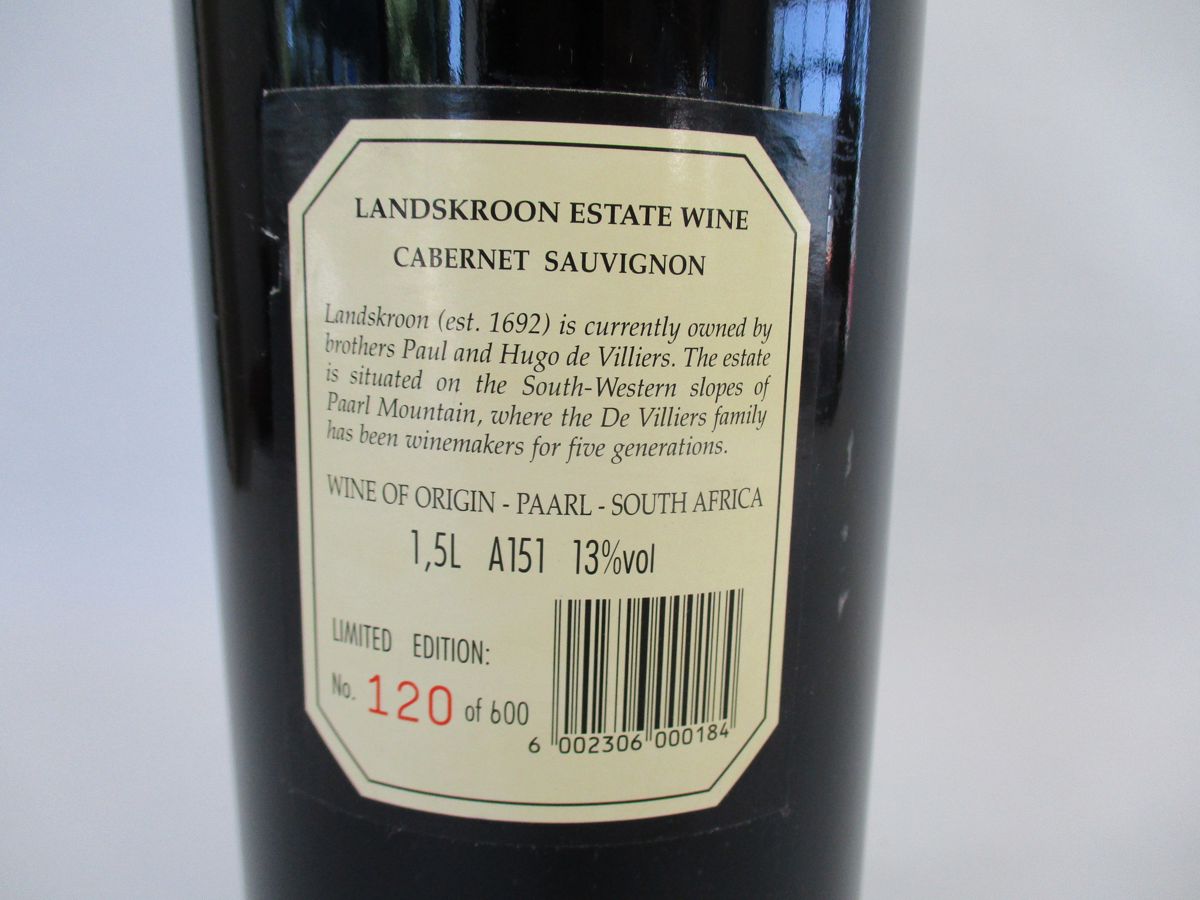 LANDSKROON ESTATE WINE
CABERNET SAUVIGNON
Landskroon (est. 1692) is currently owned by
brothers Paul and Hugo de Villiers. The estate
is situated on the South-Western slopes of
Paarl Mountain, where the De Villiers family
has been winemakers for five generations.
WINE OF ORIGIN - PAARL - SOUTH AFRICA
1,5L A151 13%vol
LIMITED EDITION:
No. 120 of 600
6 002306 000184